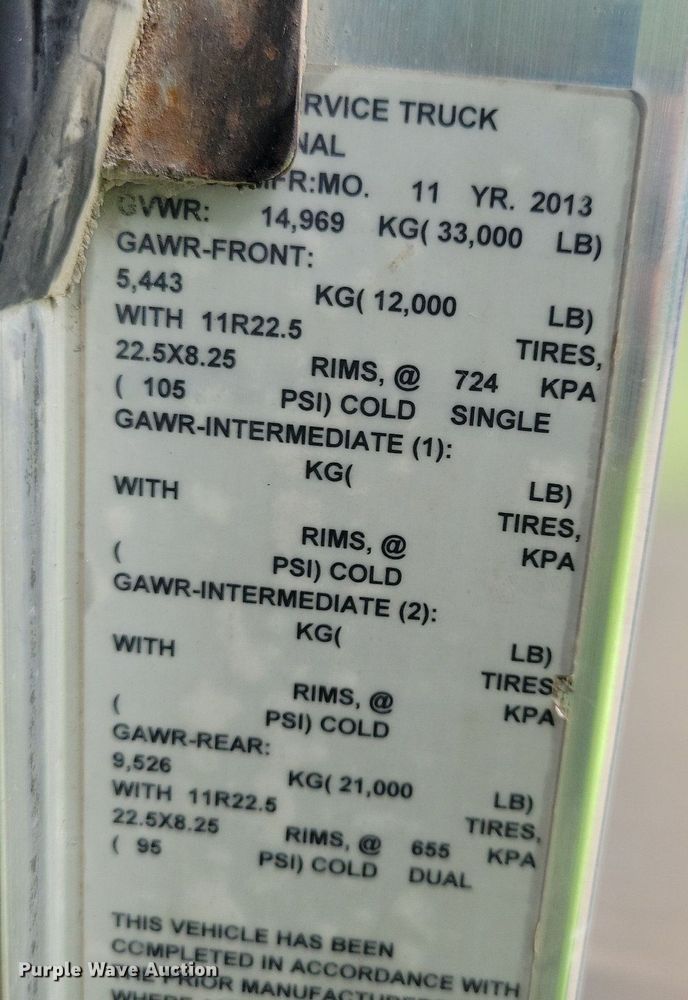 RVICE TRUCK
NAL
MFR:MO. 11 YR. 2013
GVWR: 14,969 KG( 33,000 LB)
GAWR-FRONT:
5,443 KG( 12,000 LB)
WITH 11R22.5 TIRES,
22.5X8.25 RIMS, @ 724 KPA
( 105 PSI) COLD SINGLE
GAWR-INTERMEDIATE (1):
KG( LB)
WITH TIRES,
RIMS, @ KPA
( PSI) COLD
GAWR-INTERMEDIATE (2):
KG( LB)
WITH TIRES
RIMS, @ KPA
( PSI) COLD
GAWR-REAR:
9,526 KG( 21,000 LB)
WITH 11R22.5 TIRES,
22.5X8.25 RIMS, @ 655 KPA
( 95 PSI) COLD DUAL
THIS VEHICLE HAS BEEN
COMPLETED IN ACCORDANCE WITH
THE PRIOR MANUFACTURE
WHERE
Purple Wave Auction